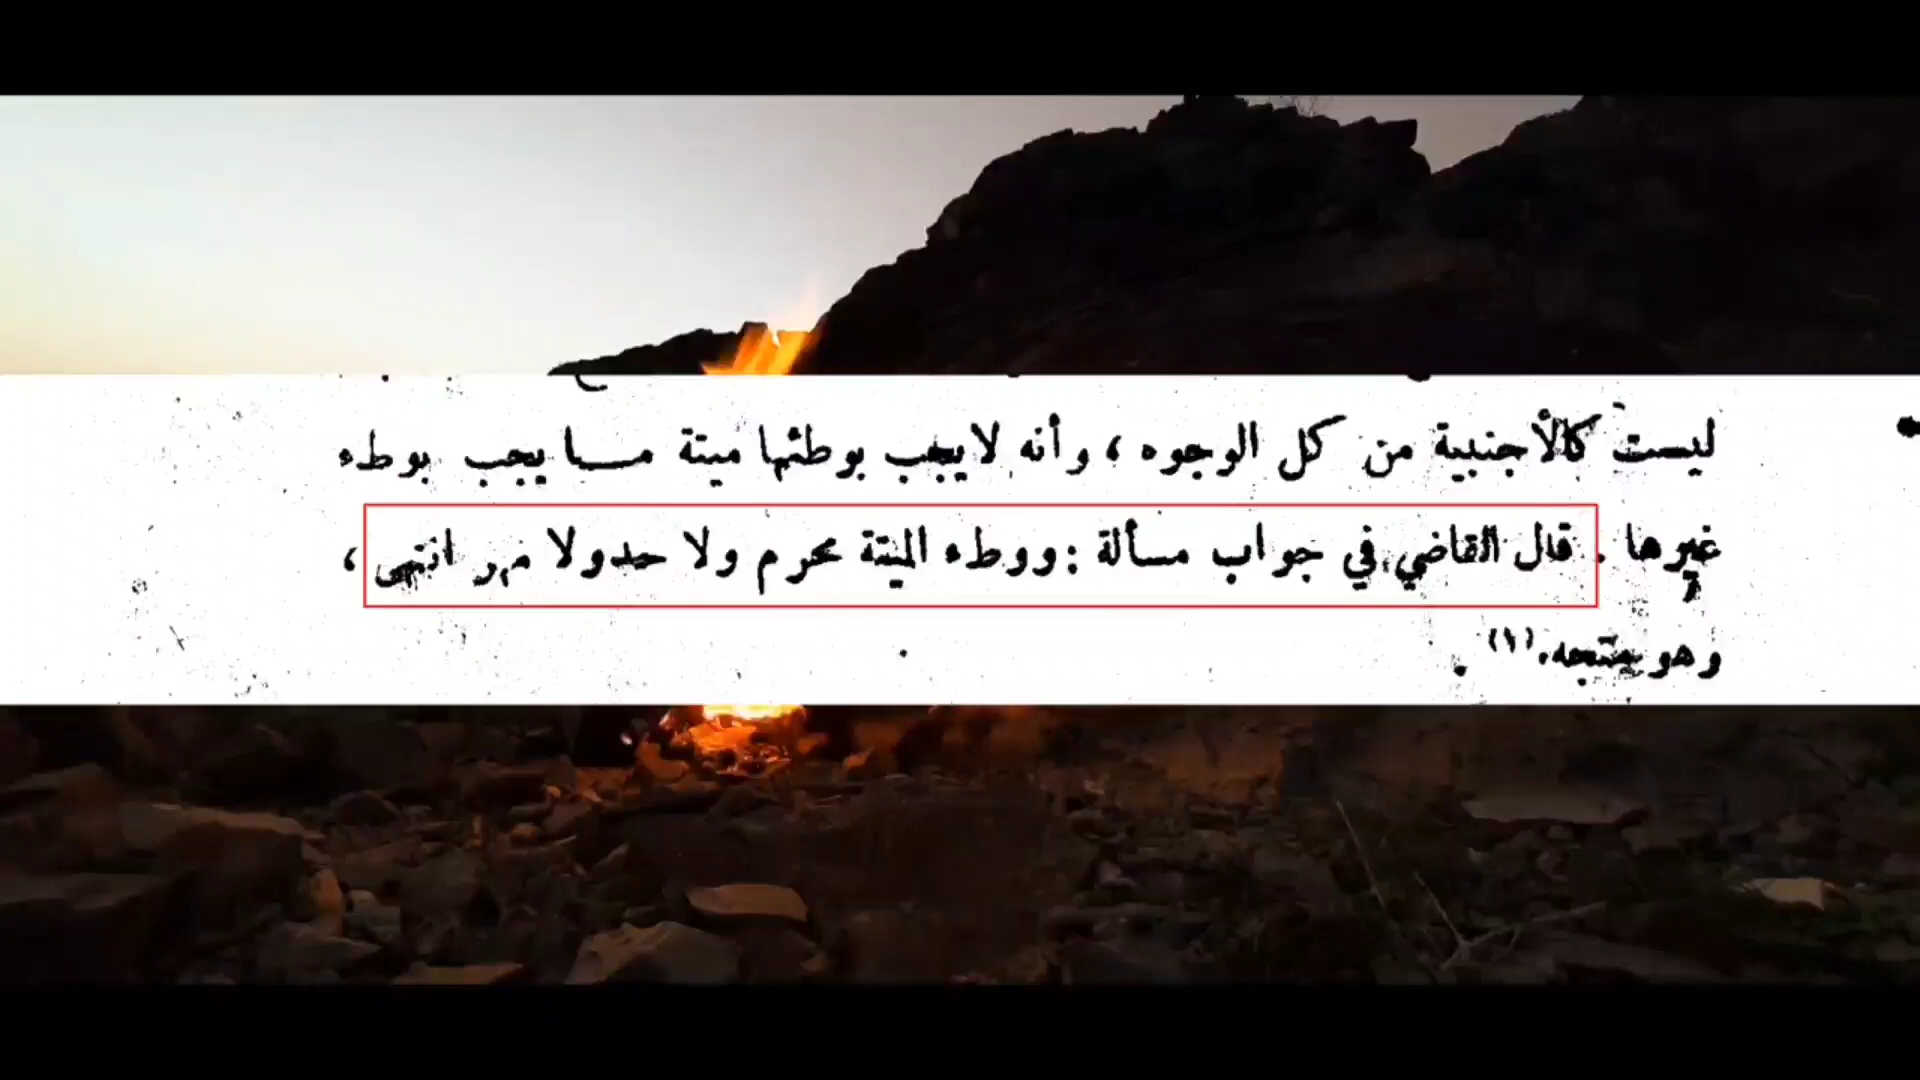 ليست كالأجنبية من كل الوجوه ، وأنه لا يجب بوطئها ميتة ما يجب بوطء
غيرها . قال القاضي في جواب مسألة : ووطء الميتة محرم ولا حد ولا مهر انتهى ،
وهو متجه . (١)